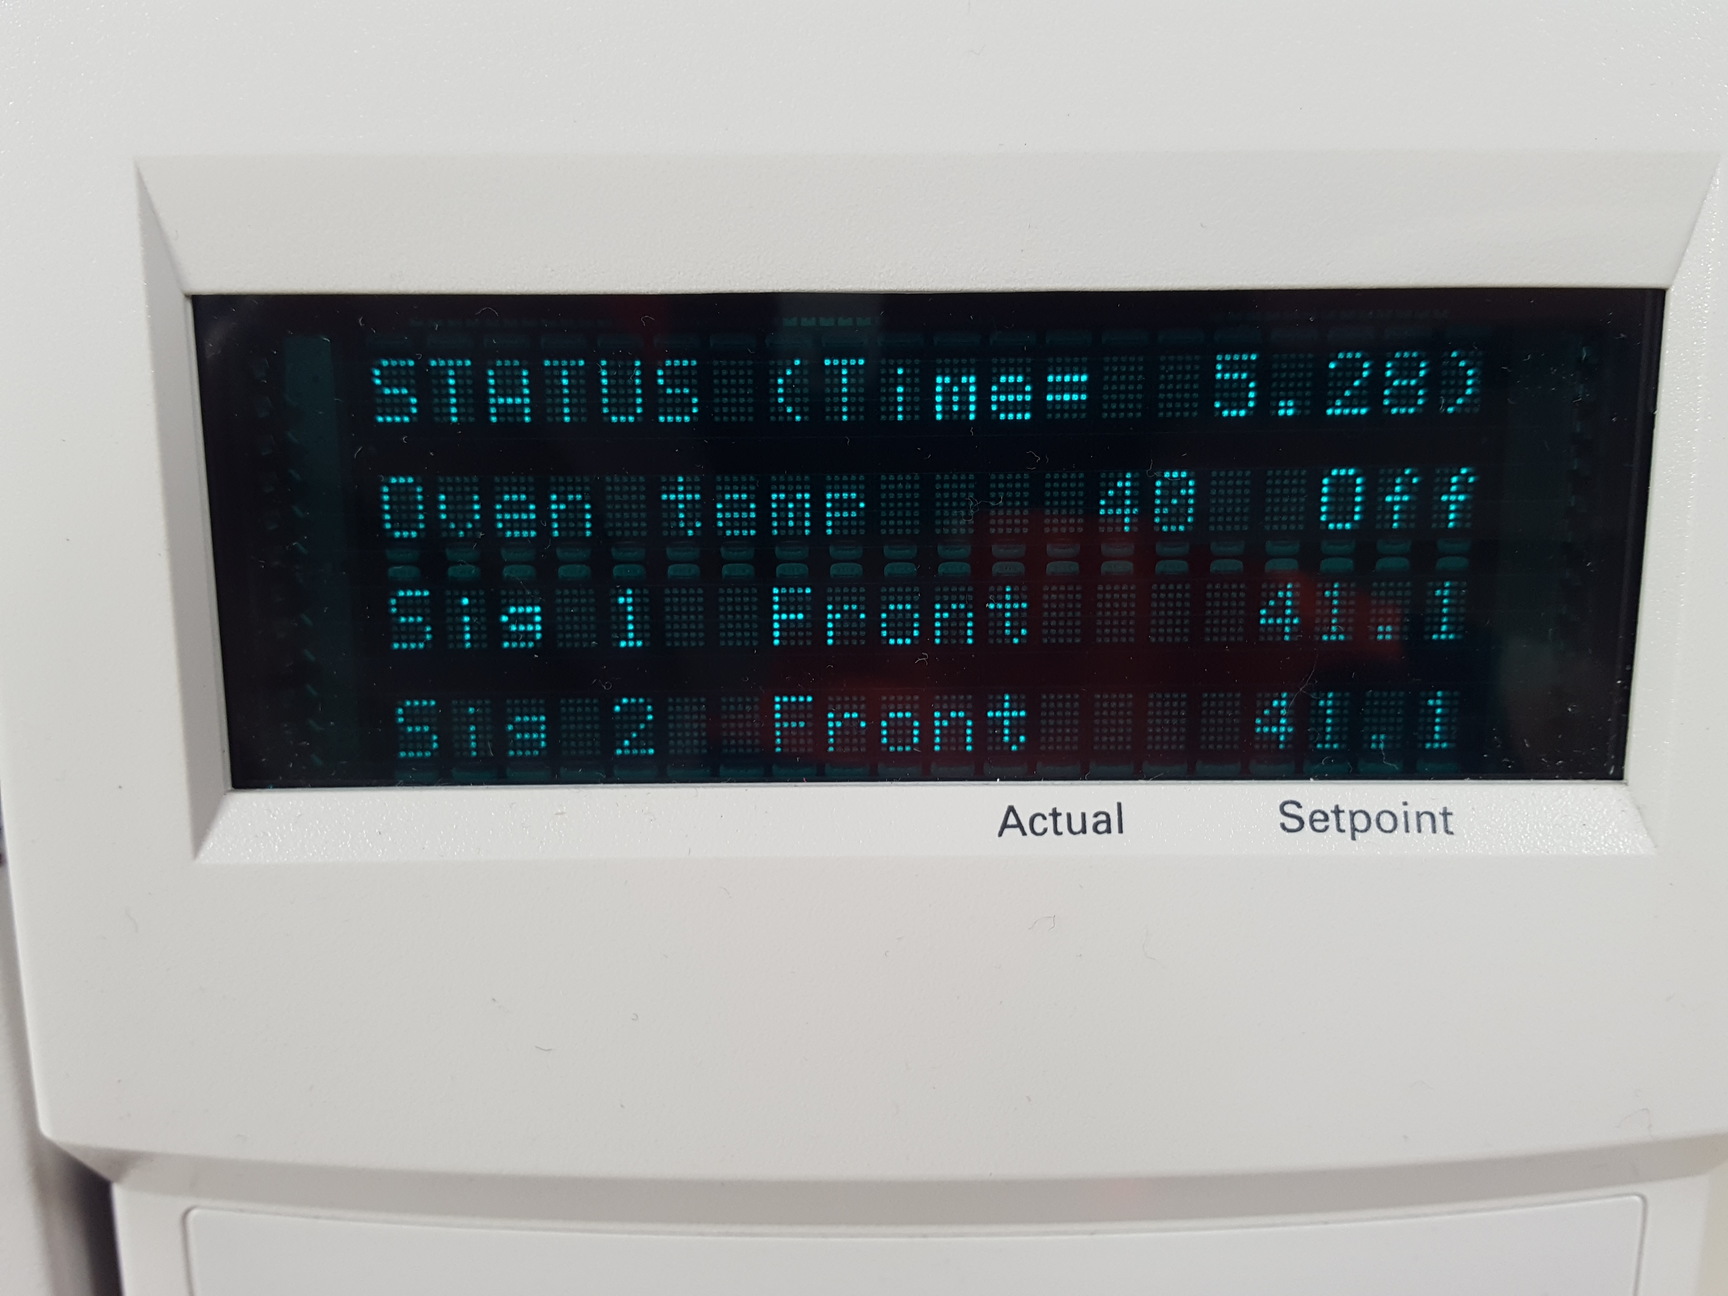 STATUS (Time= 5.28)
Oven temp 40 Off
Sig 1 Front 41.1
Sig 2 Front 41.1
Actual Setpoint